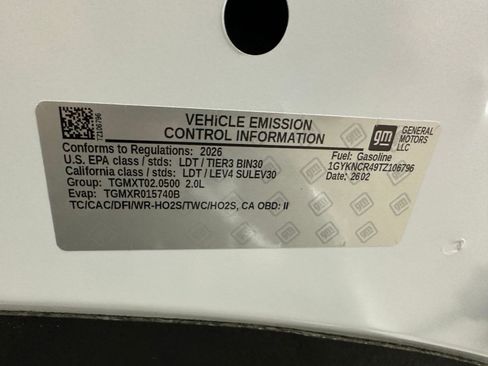 TZ106796
VEHICLE EMISSION
CONTROL INFORMATION
gm
GENERAL
MOTORS
LLC
Conforms to Regulations: 2026
Fuel: Gasoline
U.S. EPA class / stds: LDT / TIER3 BIN30
1GYKNCR49TZ106796
California class / stds: LDT / LEV4 SULEV30
Date: 2602
Group: TGMXT02.0500 2.0L
Evap: TGMXR015740B
TC/CAC/DFI/WR-HO2S/TWC/HO2S, CA OBD: II